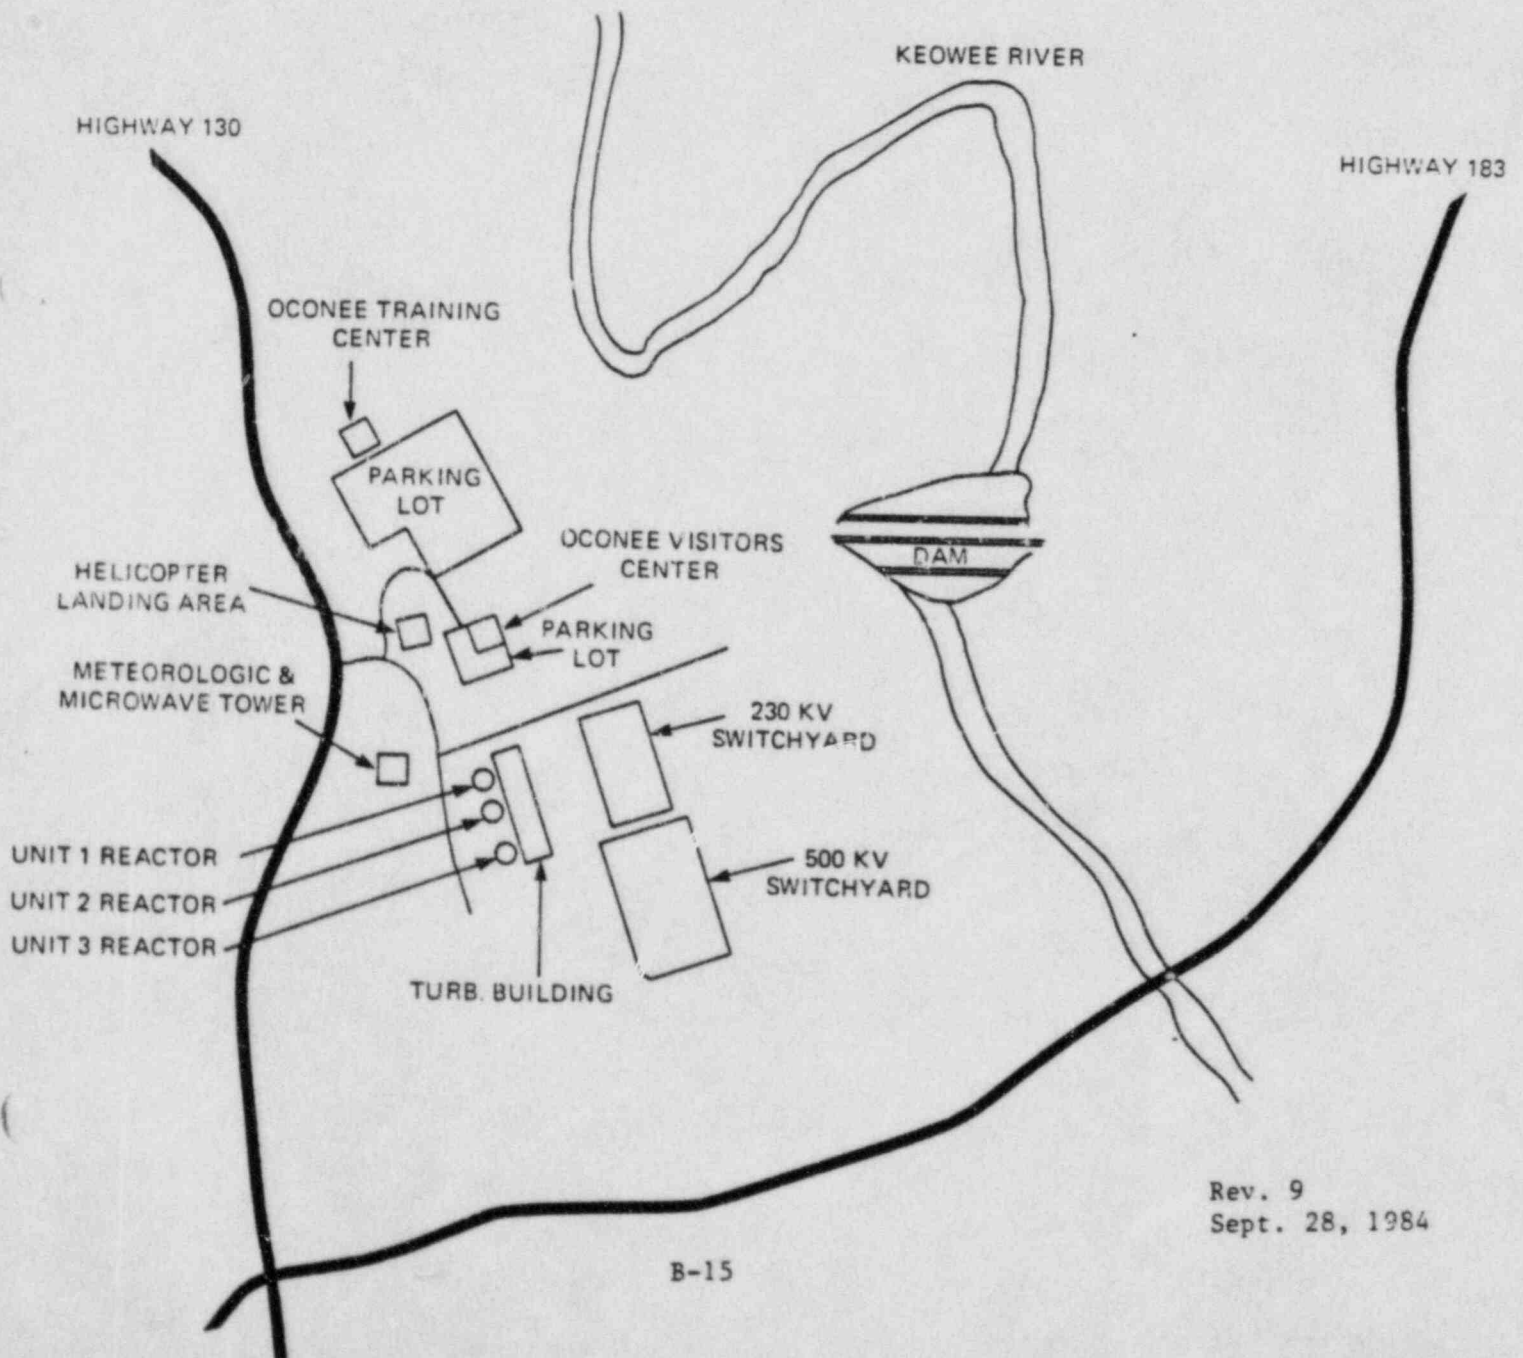 KEOWEE RIVER
HIGHWAY 130
HIGHWAY 183
OCONEE TRAINING
CENTER
PARKING
LOT
OCONEE VISITORS
CENTER
HELICOPTER
LANDING AREA
DAM
PARKING
LOT
METEOROLOGIC &
MICROWAVE TOWER
230 KV
SWITCHYARD
UNIT 1 REACTOR
500 KV
SWITCHYARD
UNIT 2 REACTOR
UNIT 3 REACTOR
TURB. BUILDING
Rev. 9
Sept. 28, 1984
B-15